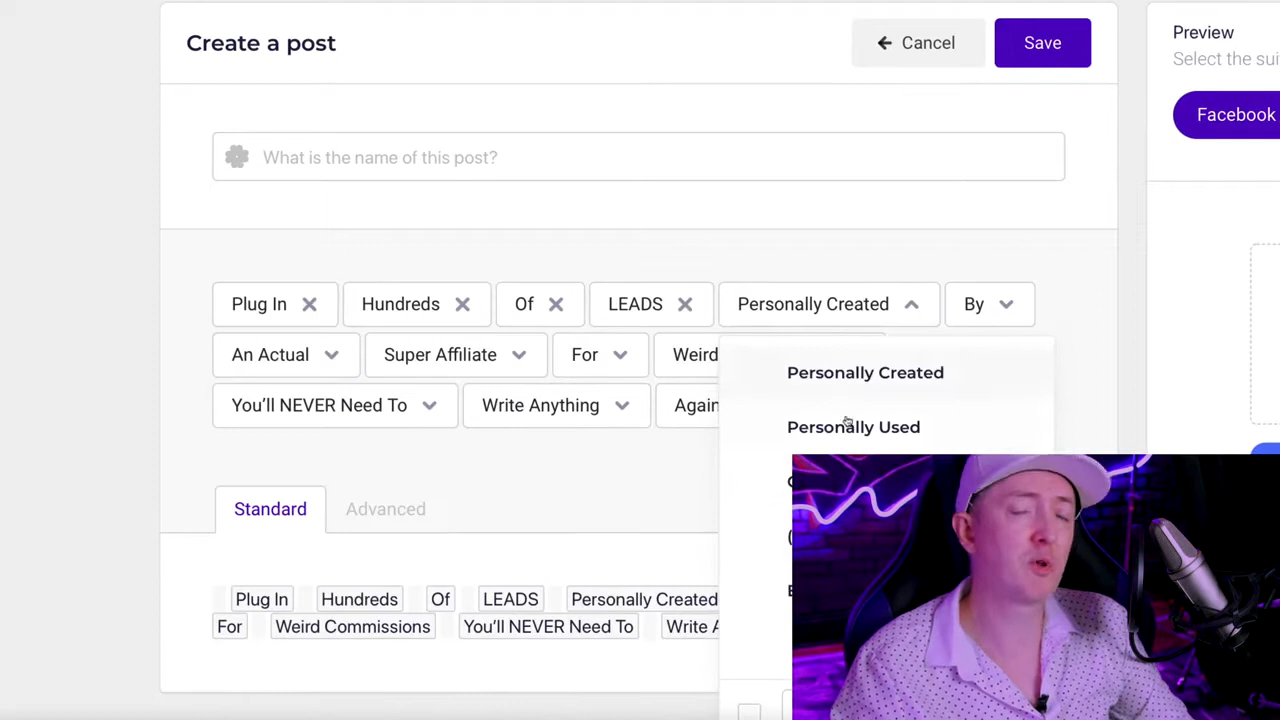 Create a post
Cancel
Save
Preview
Select the sui
Facebook
What is the name of this post?
Plug In Hundreds Of LEADS Personally Created By
An Actual Super Affiliate For Weird
You'll NEVER Need To Write Anything Again
Personally Created
Personally Used
Standard Advanced
Plug In Hundreds Of LEADS Personally Created
For Weird Commissions You'll NEVER Need To Write A